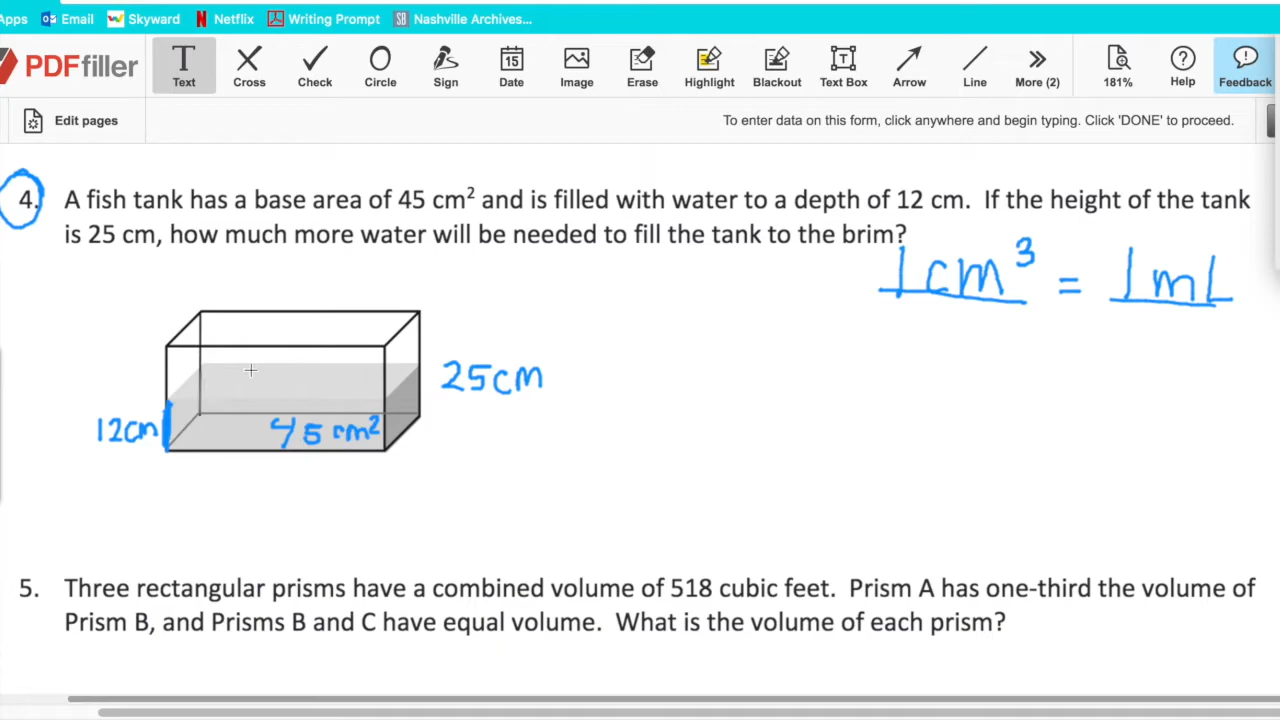 Apps Email Skyward Netflix Writing Prompt SB Nashville Archives...
PDFfiller
Text Cross Check Circle Sign Date Image Erase Highlight Blackout Text Box Arrow Line More (2) 181% Help Feedback
Edit pages To enter data on this form, click anywhere and begin typing. Click 'DONE' to proceed.
4. A fish tank has a base area of 45 cm² and is filled with water to a depth of 12 cm. If the height of the tank
is 25 cm, how much more water will be needed to fill the tank to the brim?
1 cm³ = 1 mL
25cm
12cm 45 cm²
5. Three rectangular prisms have a combined volume of 518 cubic feet. Prism A has one-third the volume of
Prism B, and Prisms B and C have equal volume. What is the volume of each prism?